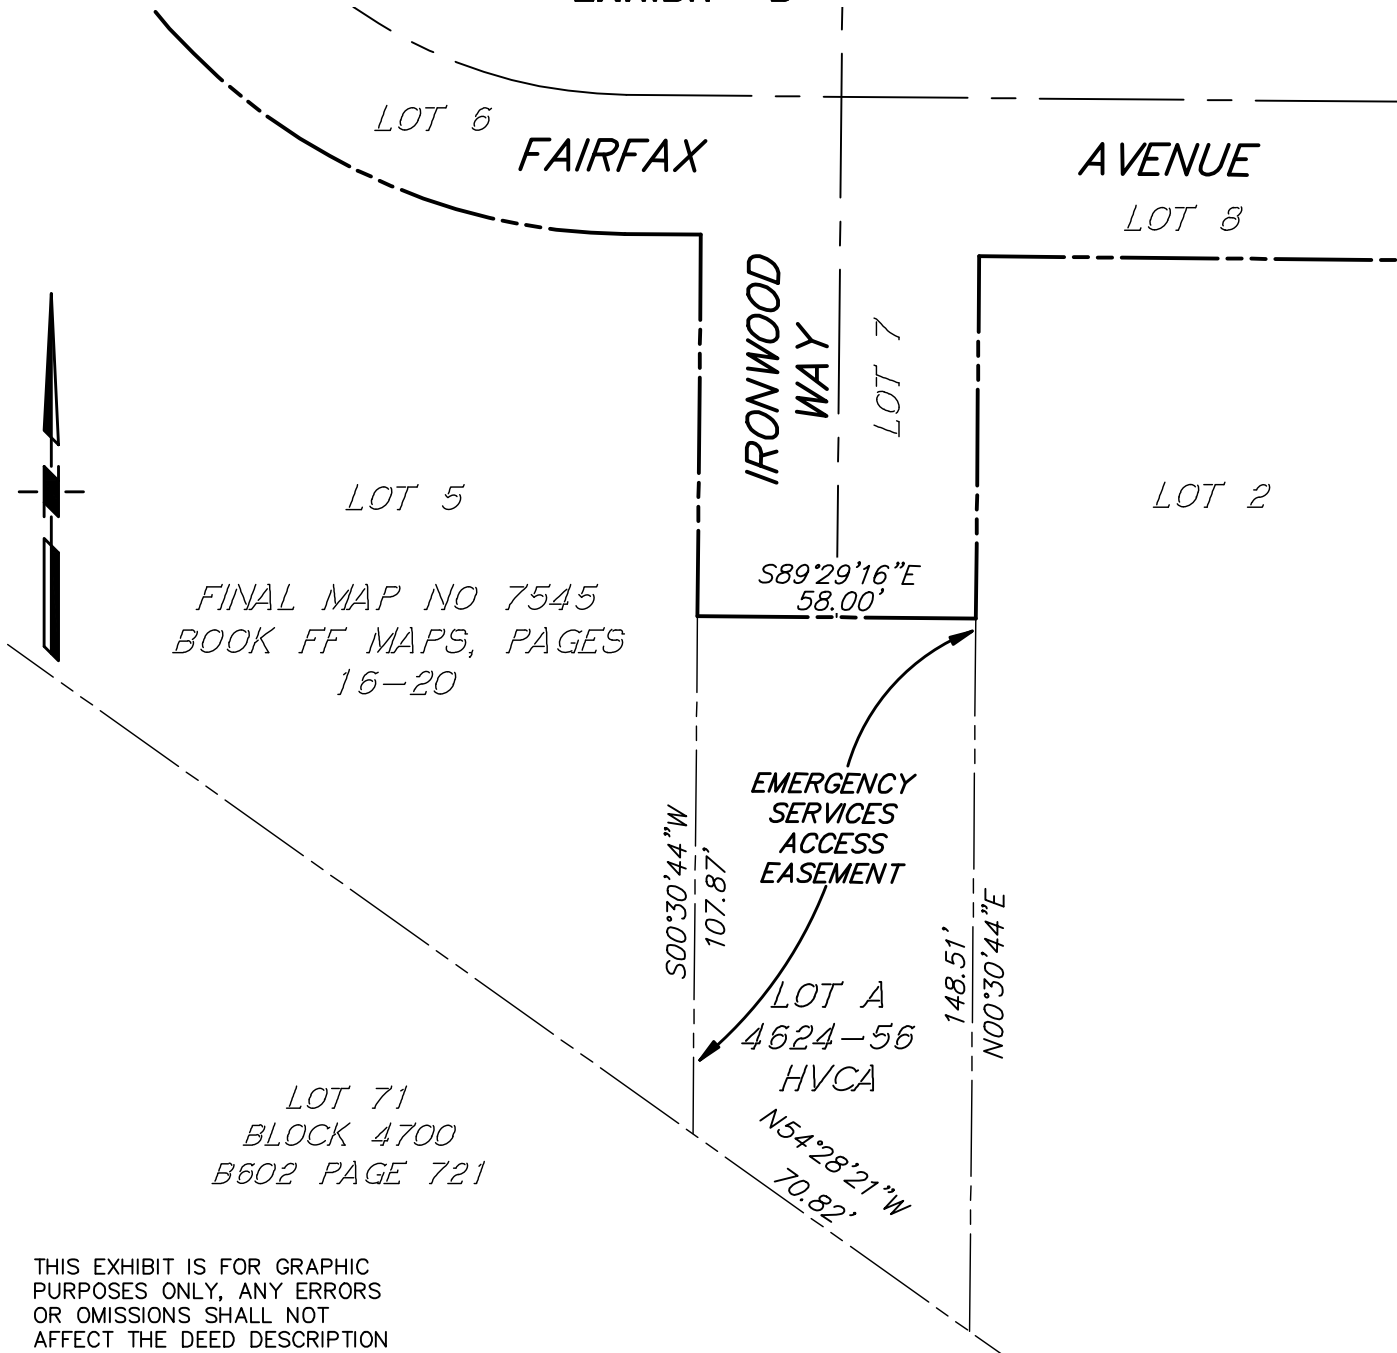 LOT 6
FAIRFAX
AVENUE
LOT 8
IRONWOOD
WAY
LOT 7
LOT 5
LOT 2
FINAL MAP NO 7545
BOOK FF MAPS, PAGES
16-20
S89°29'16"E
58.00'
EMERGENCY
SERVICES
ACCESS
EASEMENT
S00°30'44"W
107.87'
148.51'
N00°30'44"E
LOT A
4624-56
HVCA
N54°28'21"W
70.82'
LOT 71
BLOCK 4700
B602 PAGE 721
THIS EXHIBIT IS FOR GRAPHIC
PURPOSES ONLY, ANY ERRORS
OR OMISSIONS SHALL NOT
AFFECT THE DEED DESCRIPTION